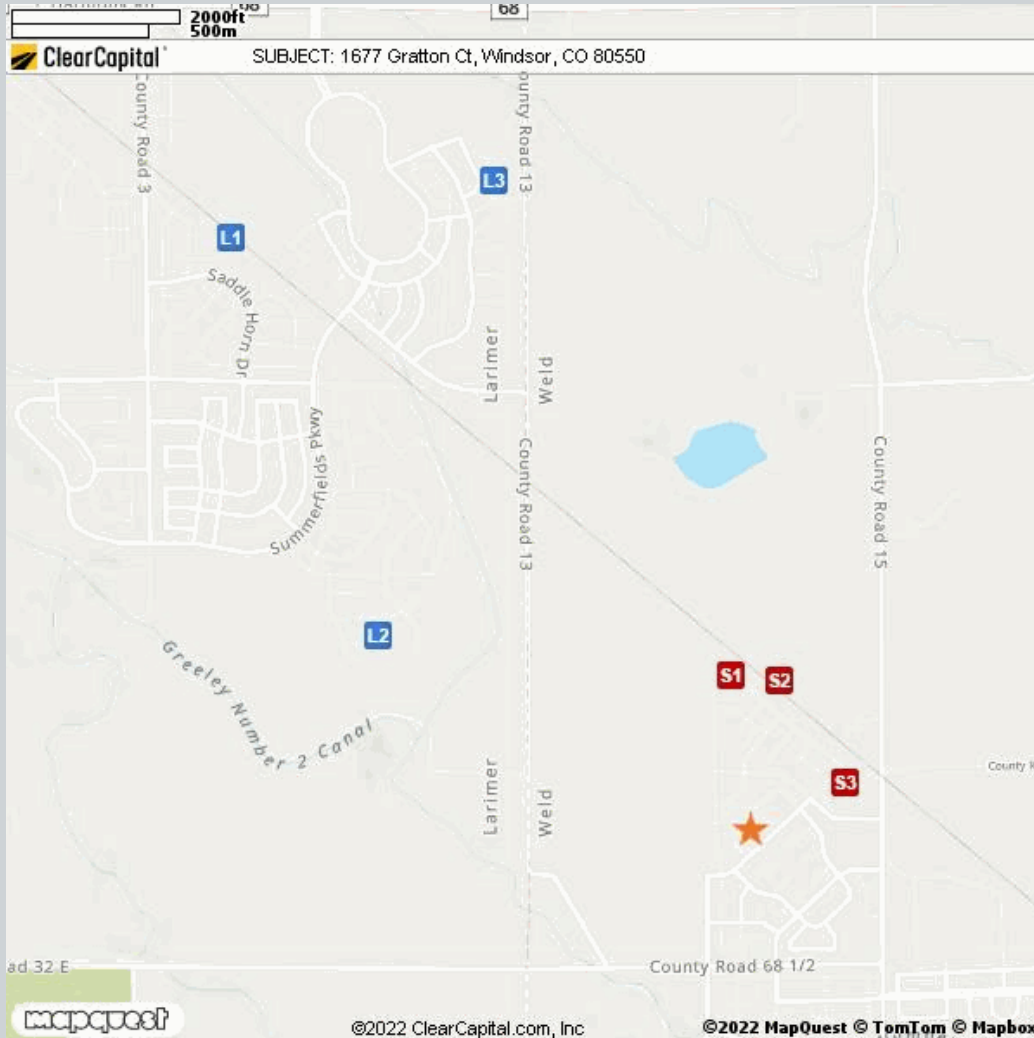 68
2000ft
500m
ClearCapital
SUBJECT: 1677 Gratton Ct, Windsor, CO 80550
County Road 3
ounty Road 13
L3
L1
Saddle Horn Dr
Larimer
Weld
Summerfields Pkwy
County Road 13
County Road 15
L2
Greeley Number 2 Canal
S1
S2
Larimer
Weld
County
S3
ad 32 E
County Road 68 1/2
mapquest
©2022 ClearCapital.com, Inc
©2022 MapQuest © TomTom © Mapbox